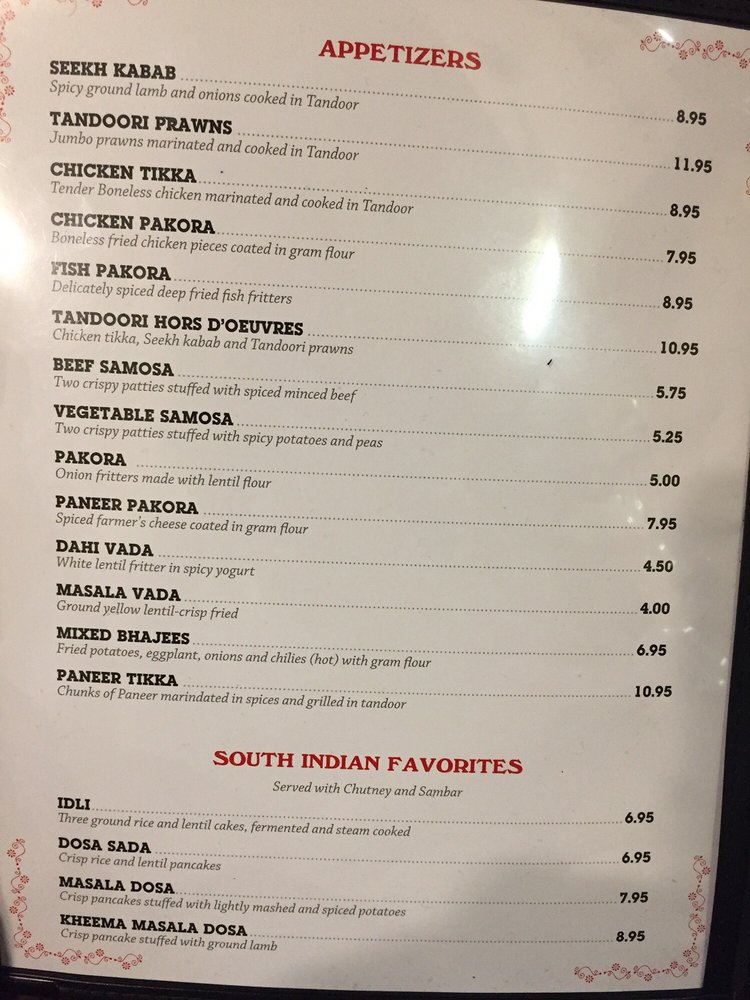 APPETIZERS
SEEKH KABAB 8.95
Spicy ground lamb and onions cooked in Tandoor
TANDOORI PRAWNS 11.95
Jumbo prawns marinated and cooked in Tandoor
CHICKEN TIKKA 8.95
Tender Boneless chicken marinated and cooked in Tandoor
CHICKEN PAKORA 7.95
Boneless fried chicken pieces coated in gram flour
FISH PAKORA 8.95
Delicately spiced deep fried fish fritters
TANDOORI HORS D'OEUVRES 10.95
Chicken tikka, Seekh kabab and Tandoori prawns
BEEF SAMOSA 5.75
Two crispy patties stuffed with spiced minced beef
VEGETABLE SAMOSA 5.25
Two crispy patties stuffed with spicy potatoes and peas
PAKORA 5.00
Onion fritters made with lentil flour
PANEER PAKORA 7.95
Spiced farmer's cheese coated in gram flour
DAHI VADA 4.50
White lentil fritter in spicy yogurt
MASALA VADA 4.00
Ground yellow lentil-crisp fried
MIXED BHAJEES 6.95
Fried potatoes, eggplant, onions and chilies (hot) with gram flour
PANEER TIKKA 10.95
Chunks of Paneer marindated in spices and grilled in tandoor
SOUTH INDIAN FAVORITES
Served with Chutney and Sambar
IDLI 6.95
Three ground rice and lentil cakes, fermented and steam cooked
DOSA SADA 6.95
Crisp rice and lentil pancakes
MASALA DOSA 7.95
Crisp pancakes stuffed with lightly mashed and spiced potatoes
KHEEMA MASALA DOSA 8.95
Crisp pancake stuffed with ground lamb